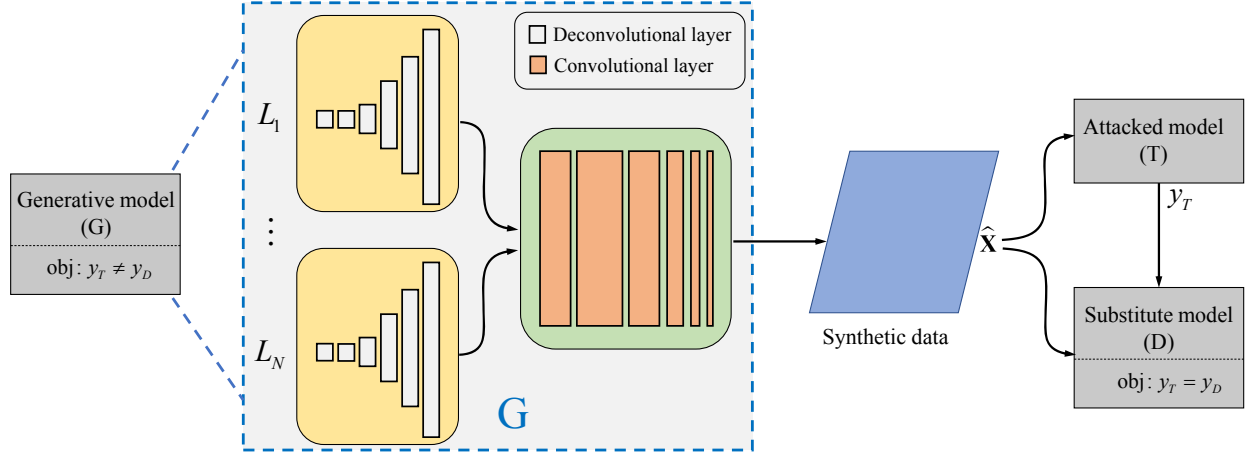 Generative model
(G)
obj: y_T ≠ y_D
L_1
⋮
L_N
Deconvolutional layer
Convolutional layer
G
Synthetic data
X̂
Attacked model
(T)
y_T
Substitute model
(D)
obj: y_T = y_D